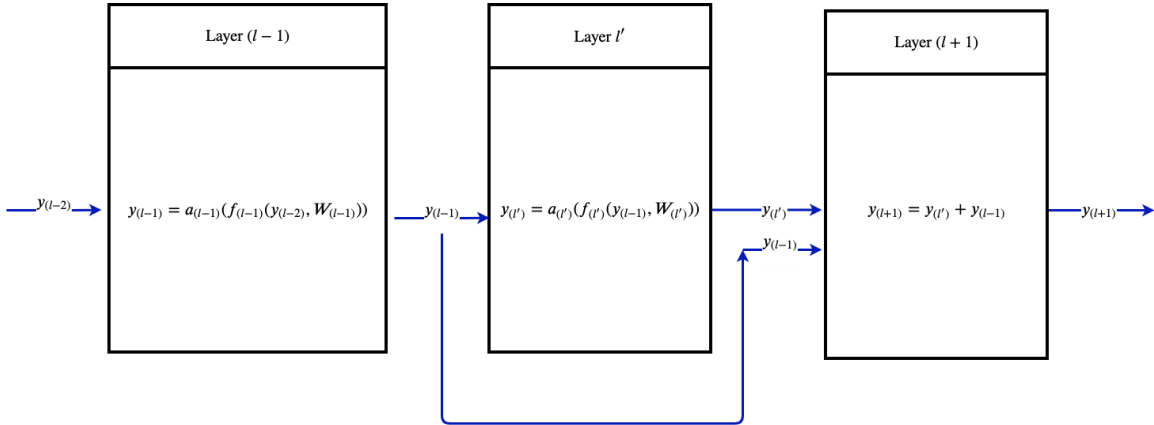 Layer (l − 1)
Layer l′
Layer (l + 1)
y(l−2)
y(l−1) = a(l−1)(f(l−1)(y(l−2), W(l−1)))
y(l−1)
y(l′) = a(l′)(f(l′)(y(l−1), W(l′)))
y(l′)
y(l−1)
y(l+1) = y(l′) + y(l−1)
y(l+1)